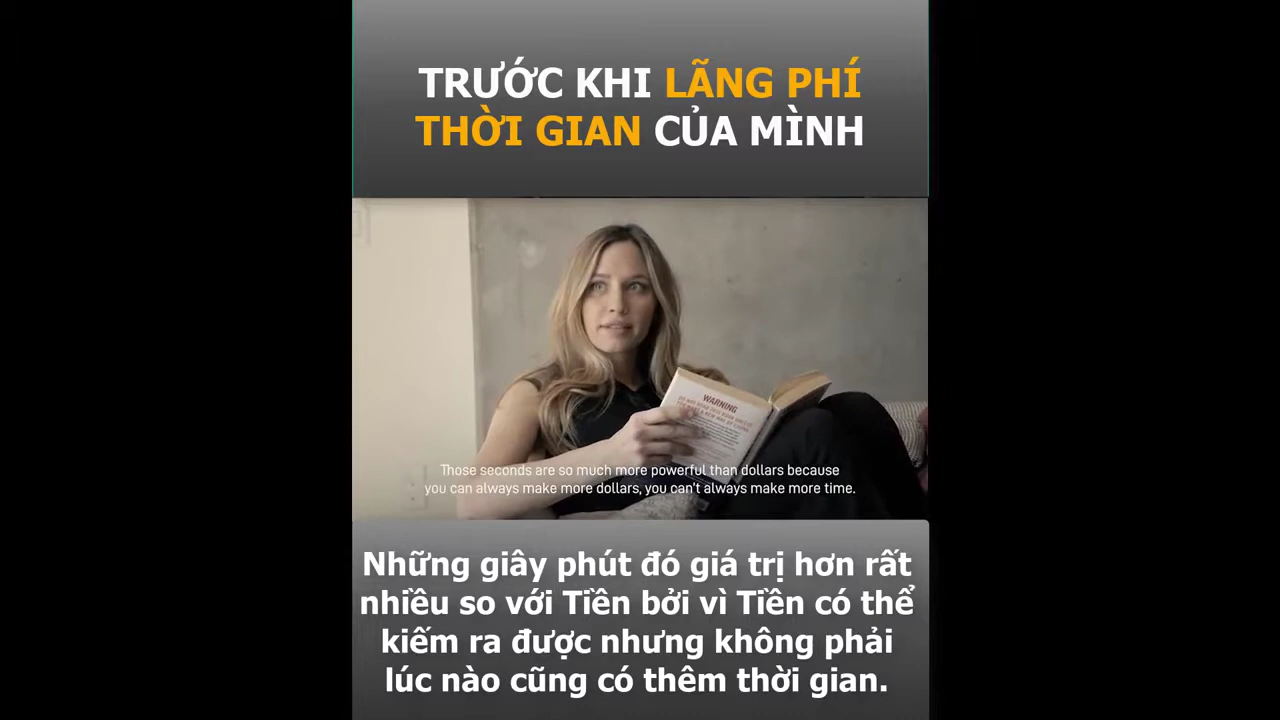 TRƯỚC KHI LÃNG PHÍ
THỜI GIAN CỦA MÌNH
WARNING
Those seconds are so much more powerful than dollars because
you can always make more dollars, you can't always make more time.
Những giây phút đó giá trị hơn rất
nhiều so với Tiền bởi vì Tiền có thể
kiếm ra được nhưng không phải
lúc nào cũng có thêm thời gian.